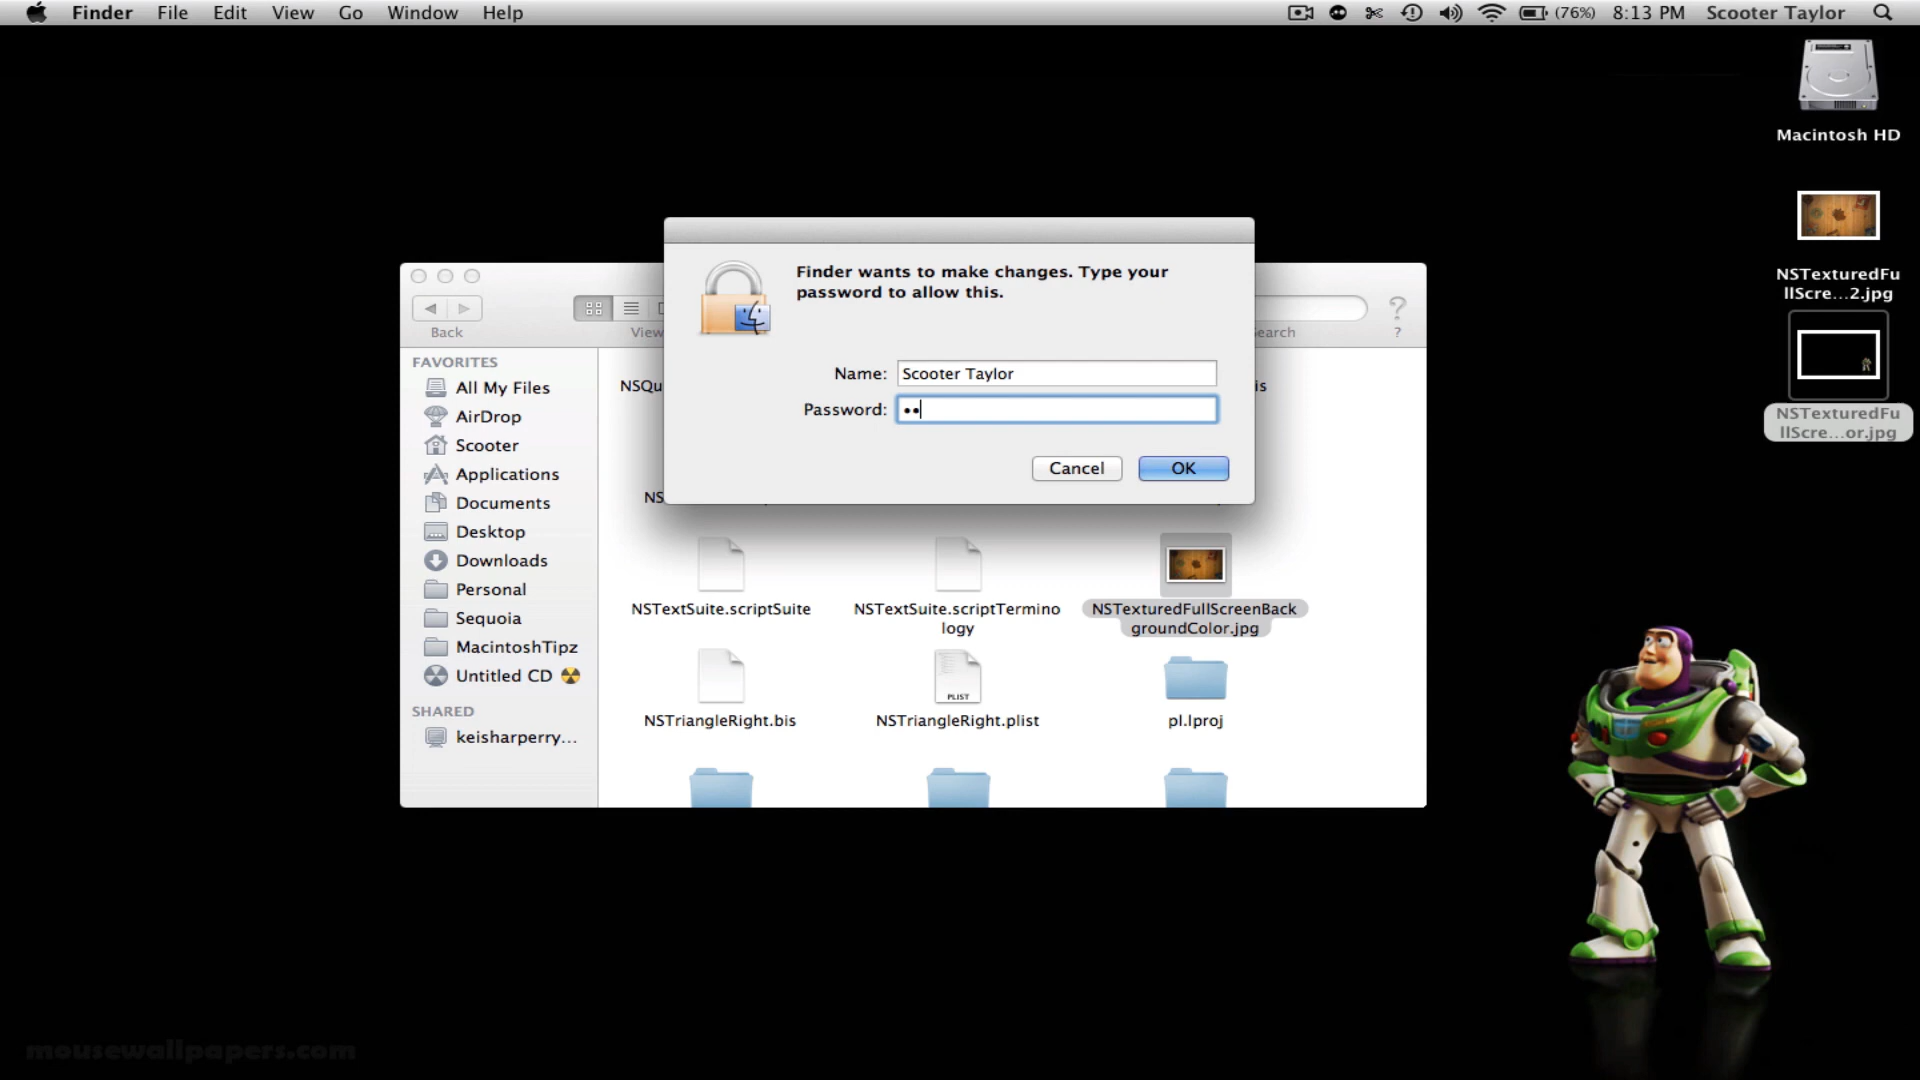 Finder File Edit View Go Window Help (76%) 8:13 PM Scooter Taylor
Macintosh HD
NSTexturedFu
llScre...2.jpg
NSTexturedFu
llScre...or.jpg
Finder wants to make changes. Type your
password to allow this.
Name: Scooter Taylor
Password: ••
Cancel OK
Back
View
earch
?
FAVORITES
All My Files
AirDrop
Scooter
Applications
Documents
Desktop
Downloads
Personal
Sequoia
MacintoshTipz
Untitled CD
SHARED
keisharperry...
NSQu
is
NS
NSTextSuite.scriptSuite
NSTextSuite.scriptTermino
logy
NSTexturedFullScreenBack
groundColor.jpg
NSTriangleRight.bis
PLIST
NSTriangleRight.plist
pl.lproj
mousewallpapers.com